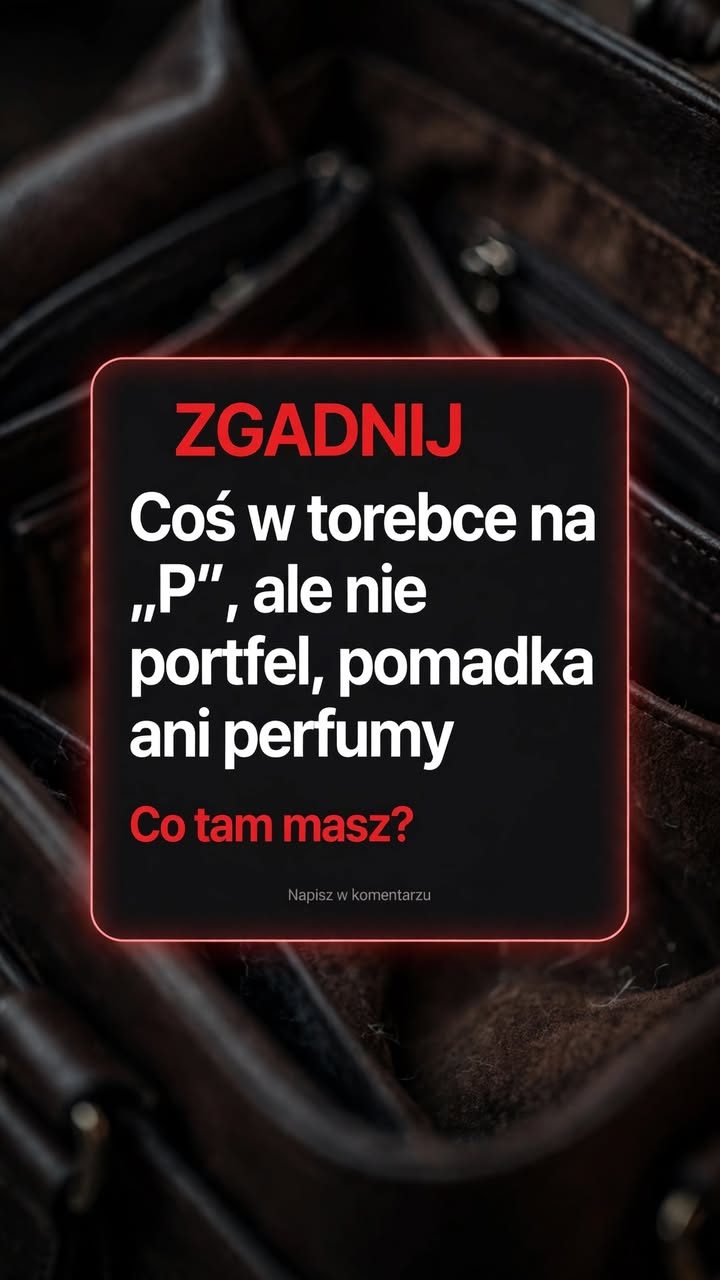 ZGADNIJ
Coś w torebce na
„P”, ale nie
portfel, pomadka
ani perfumy
Co tam masz?
Napisz w komentarzu